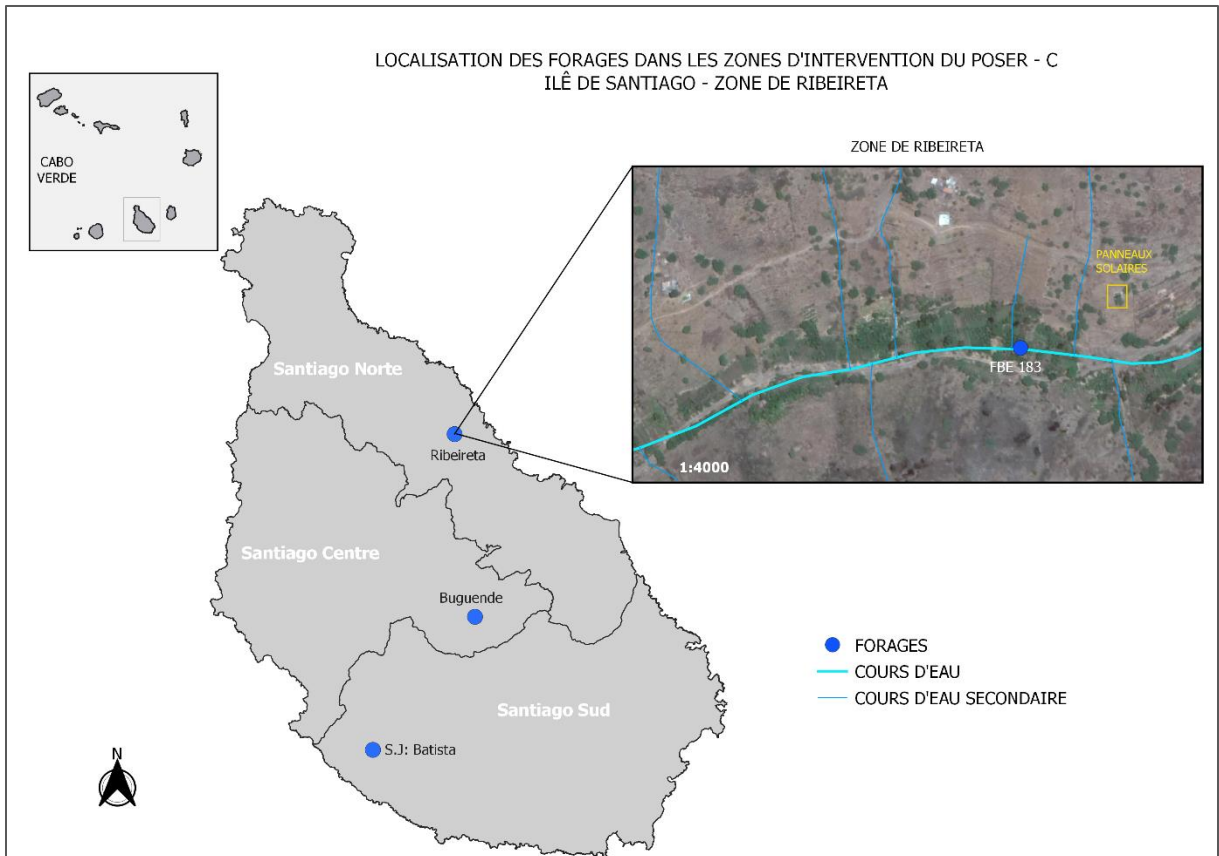 LOCALISATION DES FORAGES DANS LES ZONES D'INTERVENTION DU POSER - C
ILÊ DE SANTIAGO - ZONE DE RIBEIRETA
CABO
VERDE
ZONE DE RIBEIRETA
PANNEAUX
SOLAIRES
FBE 183
1:4000
Santiago Norte
Ribeireta
Santiago Centre
Buguende
Santiago Sud
S.J: Batista
FORAGES
COURS D'EAU
COURS D'EAU SECONDAIRE
N